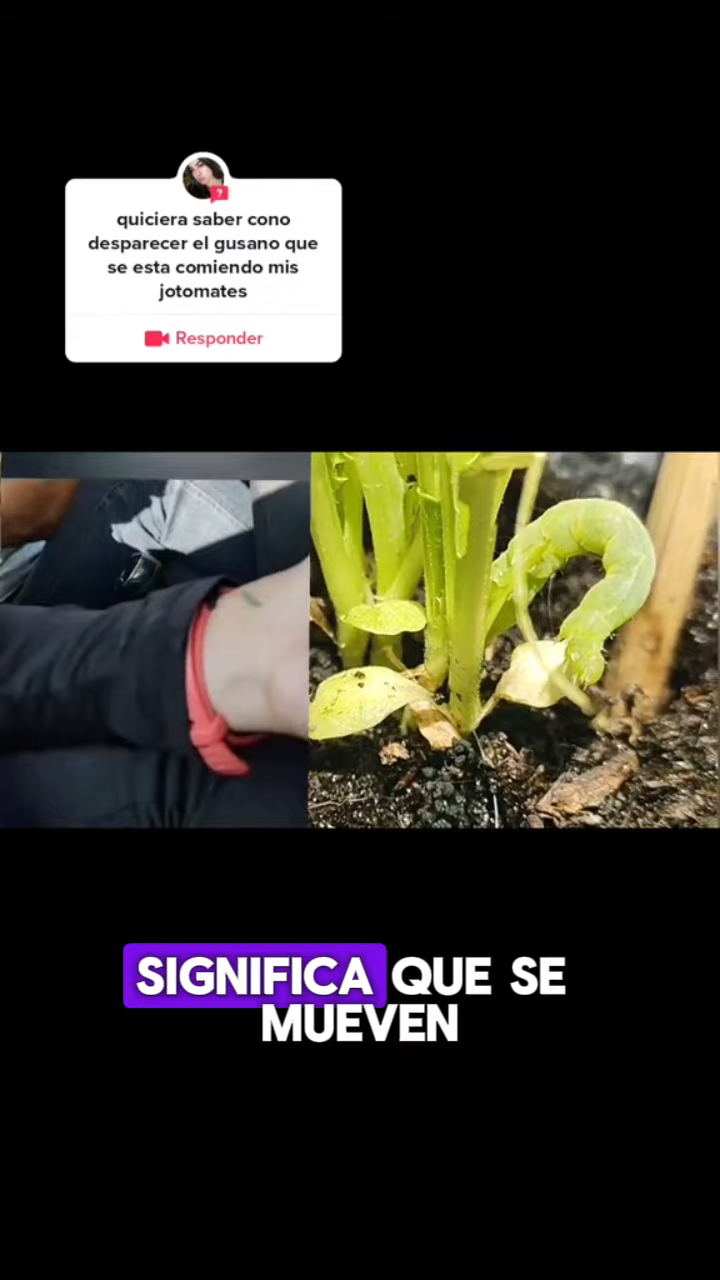 quiciera saber cono
desparecer el gusano que
se esta comiendo mis
jotomates
Responder
SIGNIFICA QUE SE
MUEVEN